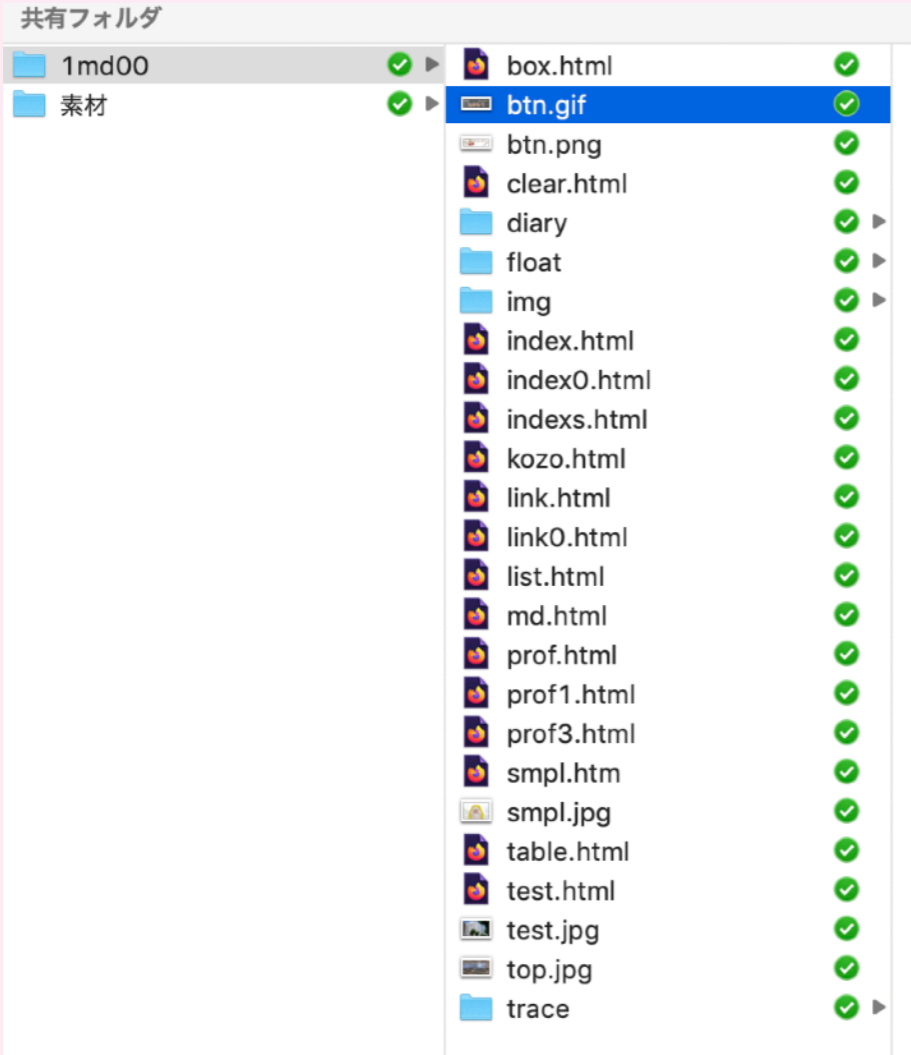 共有フォルダ
1md00
素材
box.html
btn.gif
btn.png
clear.html
diary
float
img
index.html
index0.html
indexs.html
kozo.html
link.html
link0.html
list.html
md.html
prof.html
prof1.html
prof3.html
smpl.htm
smpl.jpg
table.html
test.html
test.jpg
top.jpg
trace